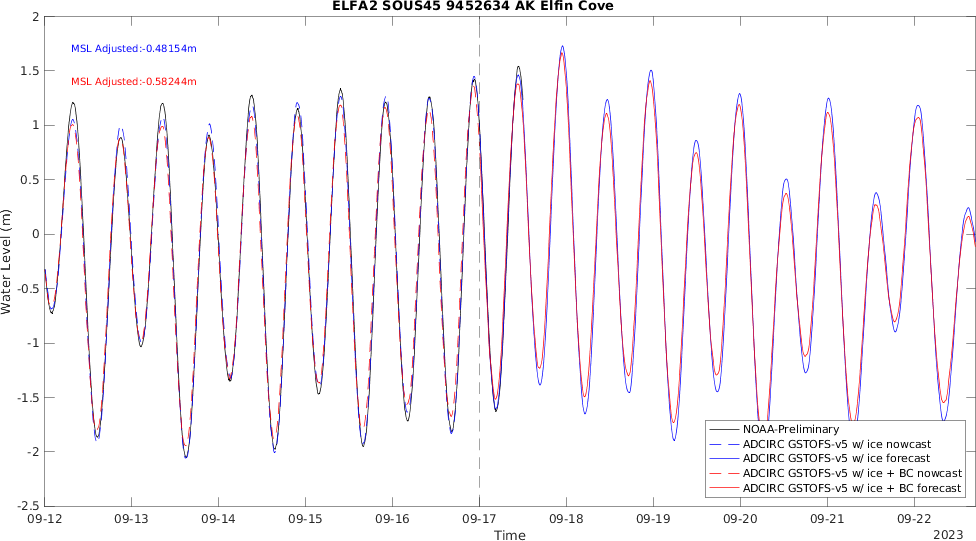 ELFA2 SOUS45 9452634 AK Elfin Cove
MSL Adjusted:-0.48154m
MSL Adjusted:-0.58244m
Water Level (m)
2
1.5
1
0.5
0
-0.5
-1
-1.5
-2
-2.5
NOAA-Preliminary
ADCIRC GSTOFS-v5 w/ ice nowcast
ADCIRC GSTOFS-v5 w/ ice forecast
ADCIRC GSTOFS-v5 w/ ice + BC nowcast
ADCIRC GSTOFS-v5 w/ ice + BC forecast
09-12 09-13 09-14 09-15 09-16 09-17 09-18 09-19 09-20 09-21 09-22
Time
2023